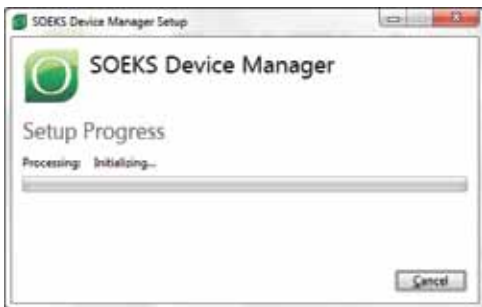 SOEKS Device Manager Setup
SOEKS Device Manager
Setup Progress
Processing: Initializing...
Cancel